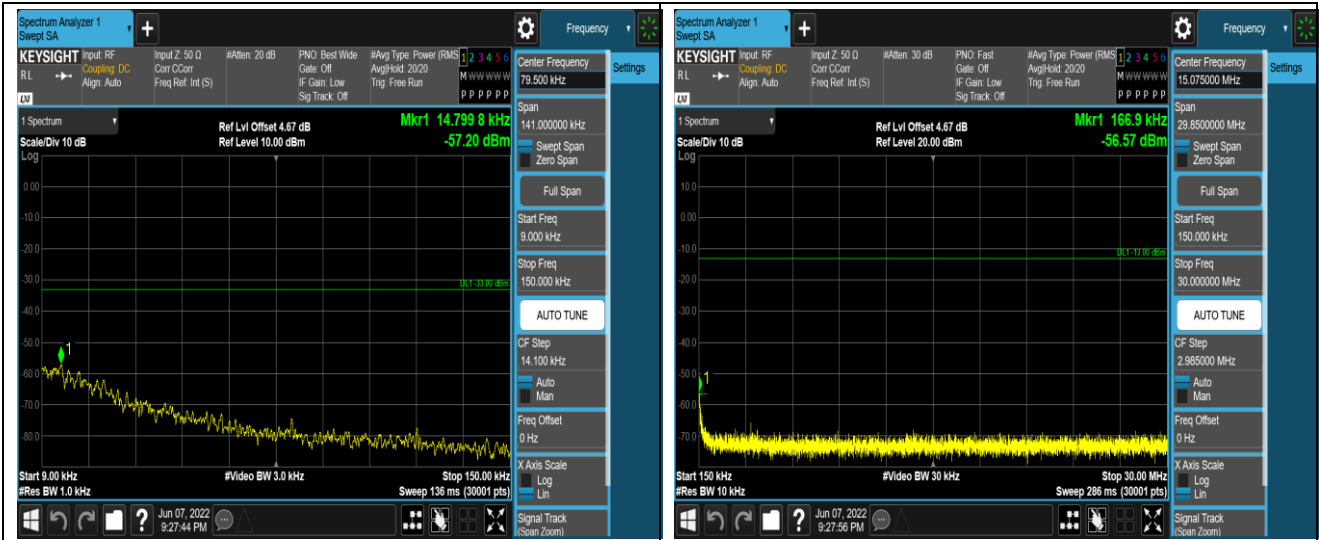 Spectrum Analyzer 1
Swept SA
+
Frequency
KEYSIGHT
RL
LXI
Input: RF
Coupling: DC
Align: Auto
Input Z: 50 Ω
Corr CCorr
Freq Ref: Int (S)
#Atten: 20 dB
PNO: Best Wide
Gate: Off
IF Gain: Low
Sig Track: Off
#Avg Type: Power (RMS
Avg|Hold: 20/20
Trig: Free Run
1 2 3 4 5 6
M W W W W W
P P P P P P
Center Frequency
79.500 kHz
Settings
Span
141.000000 kHz
Swept Span
Zero Span
Full Span
Start Freq
9.000 kHz
Stop Freq
150.000 kHz
AUTO TUNE
CF Step
14.100 kHz
Auto
Man
Freq Offset
0 Hz
X Axis Scale
Log
Lin
Signal Track
(Span Zoom)
1 Spectrum
Scale/Div 10 dB
Ref Lvl Offset 4.67 dB
Ref Level 10.00 dBm
Mkr1 14.799 8 kHz
-57.20 dBm
Log
0.00
-10.0
-20.0
-30.0
-40.0
-50.0
-60.0
-70.0
-80.0
DL1 -33.00 dBm
1
Start 9.00 kHz
#Res BW 1.0 kHz
#Video BW 3.0 kHz
Stop 150.00 kHz
Sweep 136 ms (30001 pts)
?
Jun 07, 2022
9:27:44 PM
Spectrum Analyzer 1
Swept SA
+
Frequency
KEYSIGHT
RL
LXI
Input: RF
Coupling: DC
Align: Auto
Input Z: 50 Ω
Corr CCorr
Freq Ref: Int (S)
#Atten: 30 dB
PNO: Fast
Gate: Off
IF Gain: Low
Sig Track: Off
#Avg Type: Power (RMS
Avg|Hold: 20/20
Trig: Free Run
1 2 3 4 5 6
M W W W W W
P P P P P P
Center Frequency
15.075000 MHz
Settings
Span
29.8500000 MHz
Swept Span
Zero Span
Full Span
Start Freq
150.000 kHz
Stop Freq
30.000000 MHz
AUTO TUNE
CF Step
2.985000 MHz
Auto
Man
Freq Offset
0 Hz
X Axis Scale
Log
Lin
Signal Track
(Span Zoom)
1 Spectrum
Scale/Div 10 dB
Ref Lvl Offset 4.67 dB
Ref Level 20.00 dBm
Mkr1 166.9 kHz
-56.57 dBm
Log
10.0
0.00
-10.0
-20.0
-30.0
-40.0
-50.0
-60.0
-70.0
DL1 -13.00 dBm
1
Start 150 kHz
#Res BW 10 kHz
#Video BW 30 kHz
Stop 30.00 MHz
Sweep 286 ms (30001 pts)
?
Jun 07, 2022
9:27:56 PM